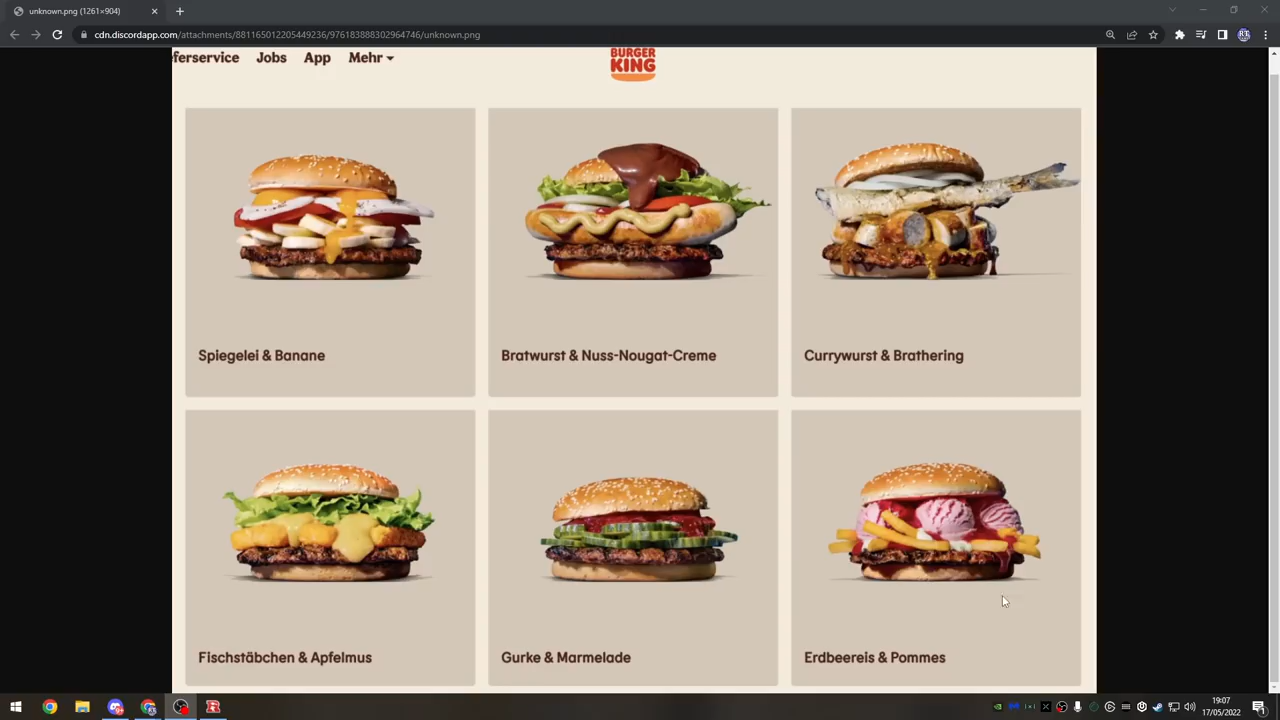 unknown.png (1261×904)
cdn.discordapp.com/attachments/881165012205449236/976183888302964746/unknown.png
eferservice Jobs App Mehr
BURGER
KING
Spiegelei & Banane
Bratwurst & Nuss-Nougat-Creme
Currywurst & Brathering
Fischstäbchen & Apfelmus
Gurke & Marmelade
Erdbeereis & Pommes
19:07
17/05/2022